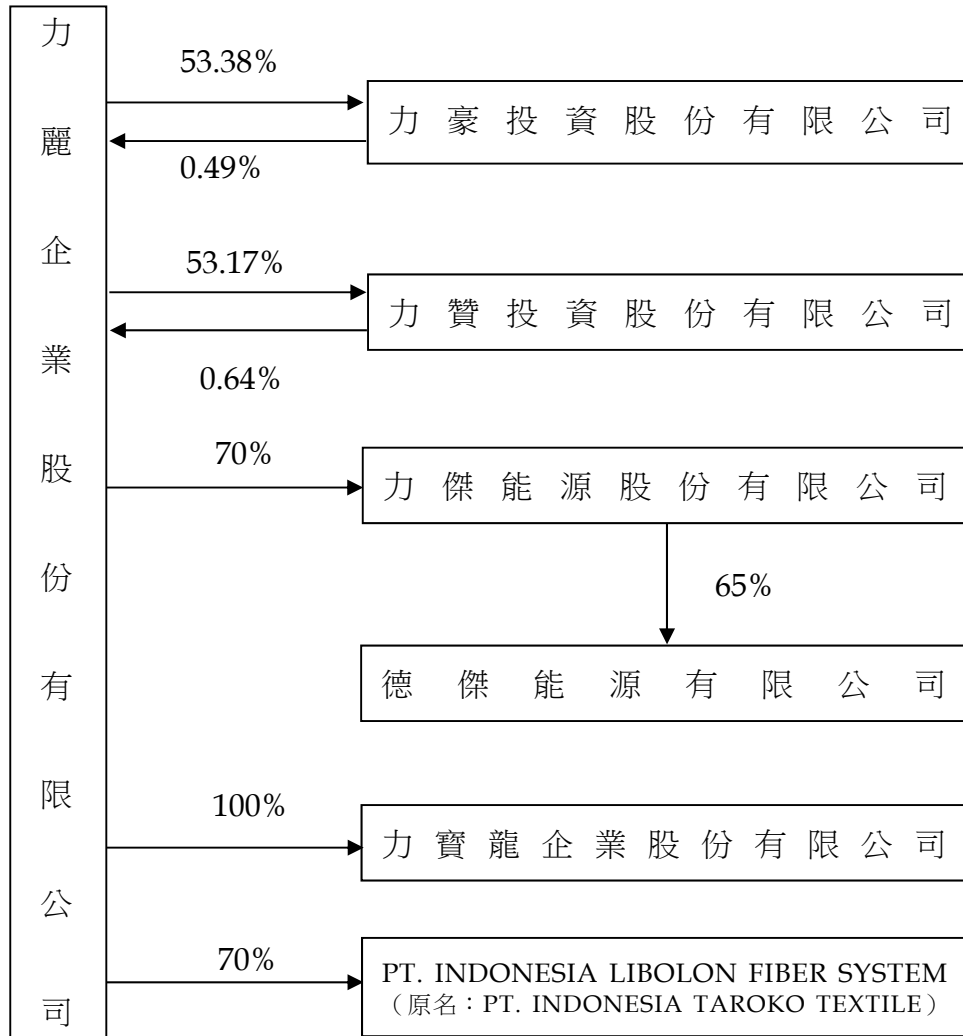 力麗企業股份有限公司
53.38%
力豪投資股份有限公司
0.49%
53.17%
力贊投資股份有限公司
0.64%
70%
力傑能源股份有限公司
65%
德傑能源有限公司
100%
力寶龍企業股份有限公司
70%
PT. INDONESIA LIBOLON FIBER SYSTEM
（原名：PT. INDONESIA TAROKO TEXTILE）